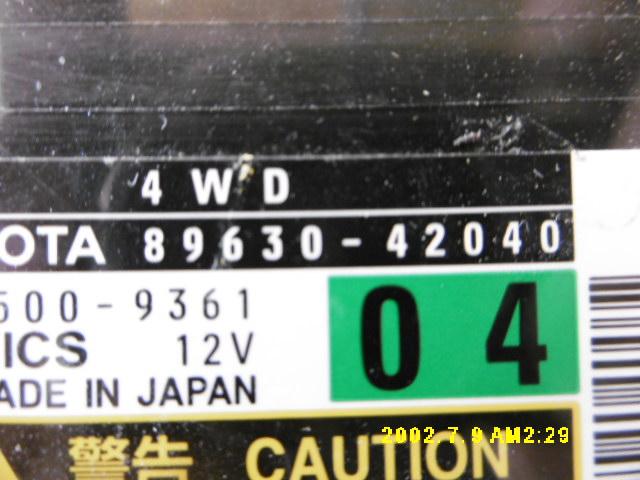 4 WD
OTA 89630-42040
500-9361
04
ICS 12V
ADE IN JAPAN
2002.7.9 AM2:29
警告 CAUTION